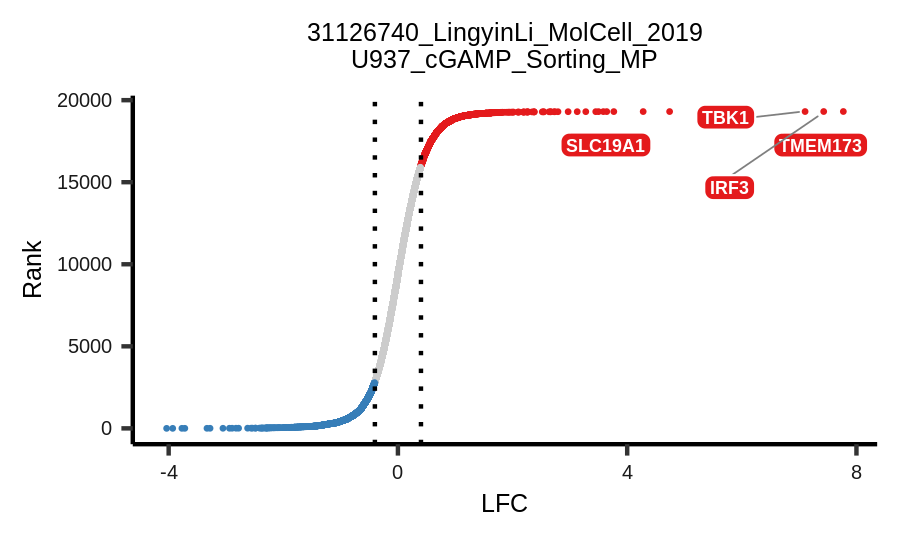 31126740_LingyinLi_MolCell_2019
U937_cGAMP_Sorting_MP
20000
15000
10000
5000
0
Rank
TBK1
SLC19A1
TMEM173
IRF3
-4
0
4
8
LFC